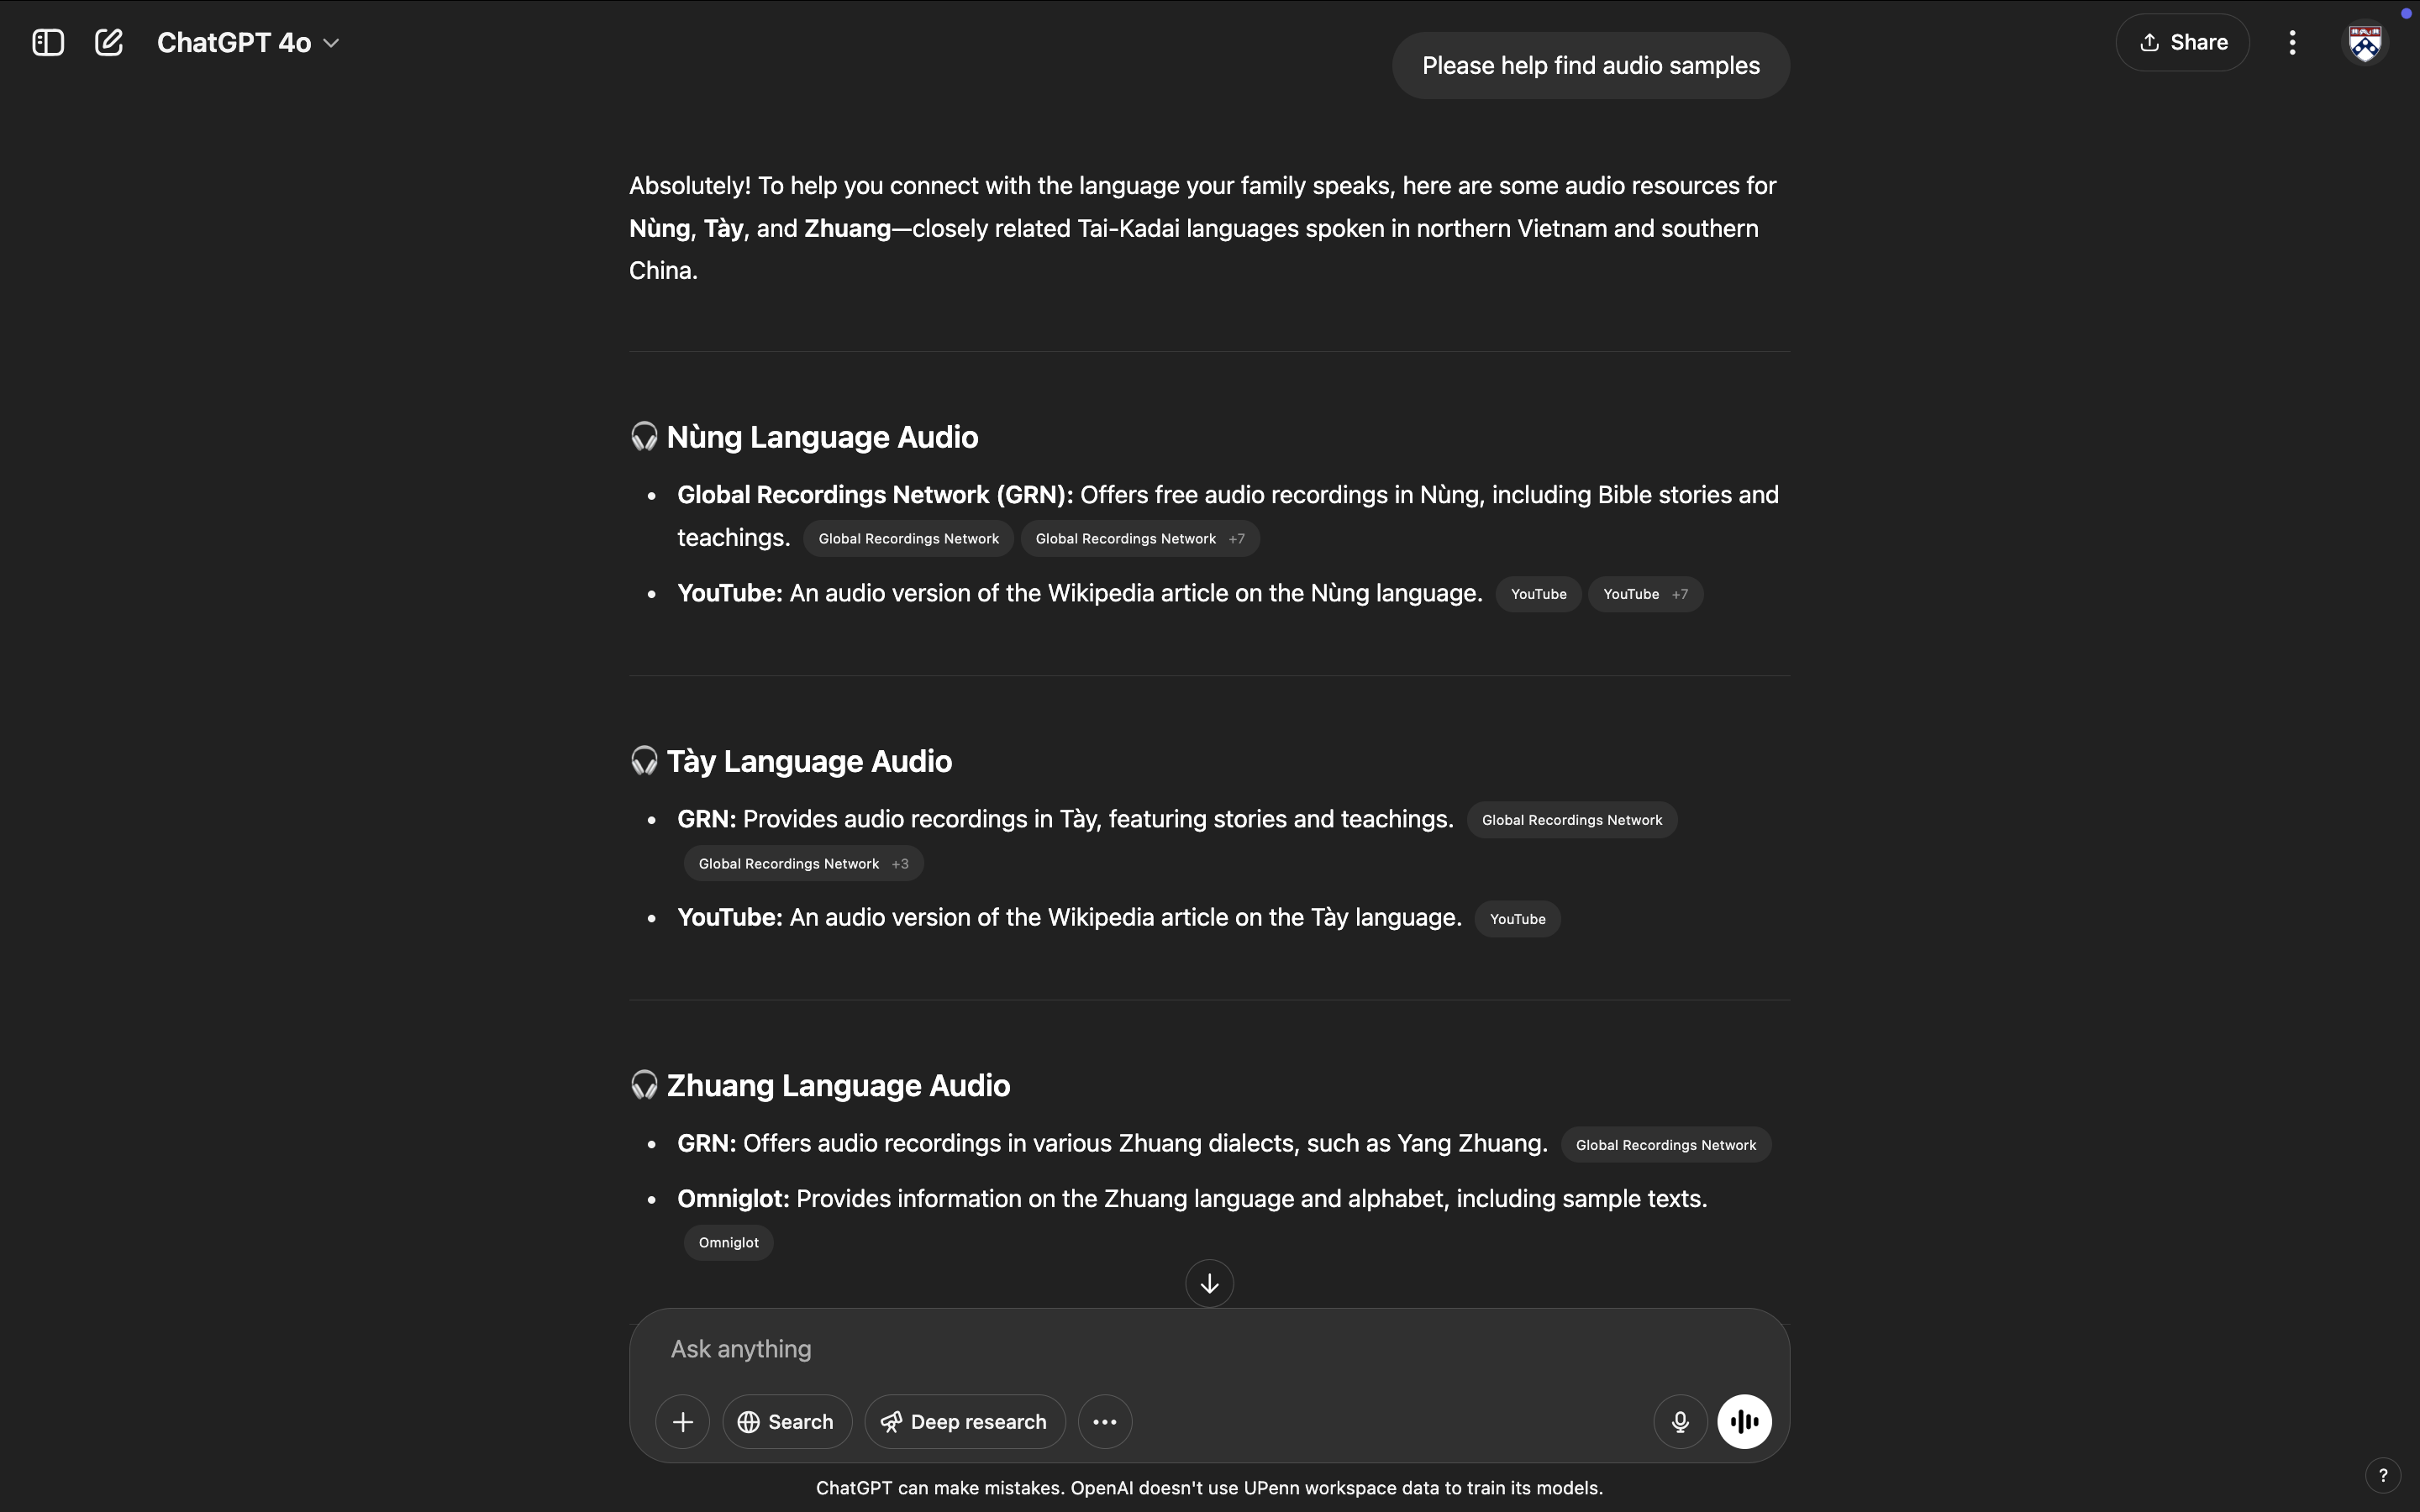 ChatGPT 4o
Share
Please help find audio samples
Absolutely! To help you connect with the language your family speaks, here are some audio resources for
Nùng, Tày, and Zhuang—closely related Tai-Kadai languages spoken in northern Vietnam and southern
China.
Nùng Language Audio
Global Recordings Network (GRN): Offers free audio recordings in Nùng, including Bible stories and
teachings. Global Recordings Network Global Recordings Network +7
YouTube: An audio version of the Wikipedia article on the Nùng language. YouTube YouTube +7
Tày Language Audio
GRN: Provides audio recordings in Tày, featuring stories and teachings. Global Recordings Network
Global Recordings Network +3
YouTube: An audio version of the Wikipedia article on the Tày language. YouTube
Zhuang Language Audio
GRN: Offers audio recordings in various Zhuang dialects, such as Yang Zhuang. Global Recordings Network
Omniglot: Provides information on the Zhuang language and alphabet, including sample texts.
Omniglot
Ask anything
Search Deep research
ChatGPT can make mistakes. OpenAI doesn't use UPenn workspace data to train its models.
?